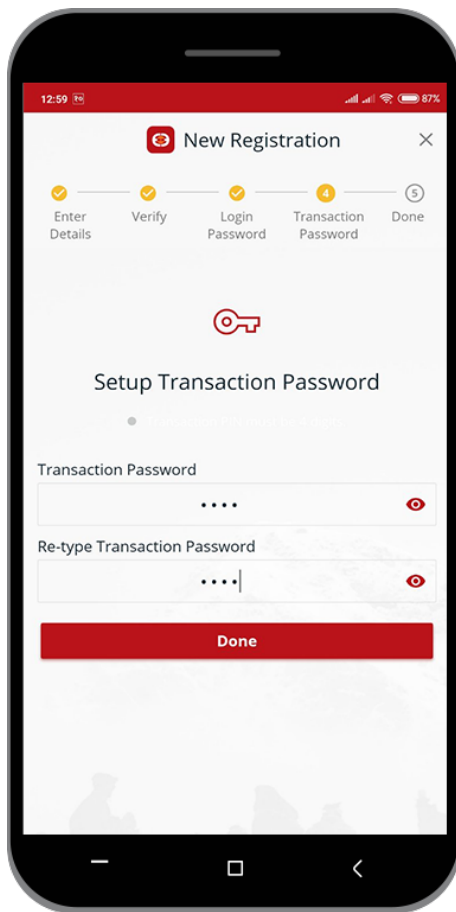 12:59
87%
New Registration
4
5
Enter Details
Verify
Login Password
Transaction Password
Done
Setup Transaction Password
Transaction Password
••••
Re-type Transaction Password
••••
Done